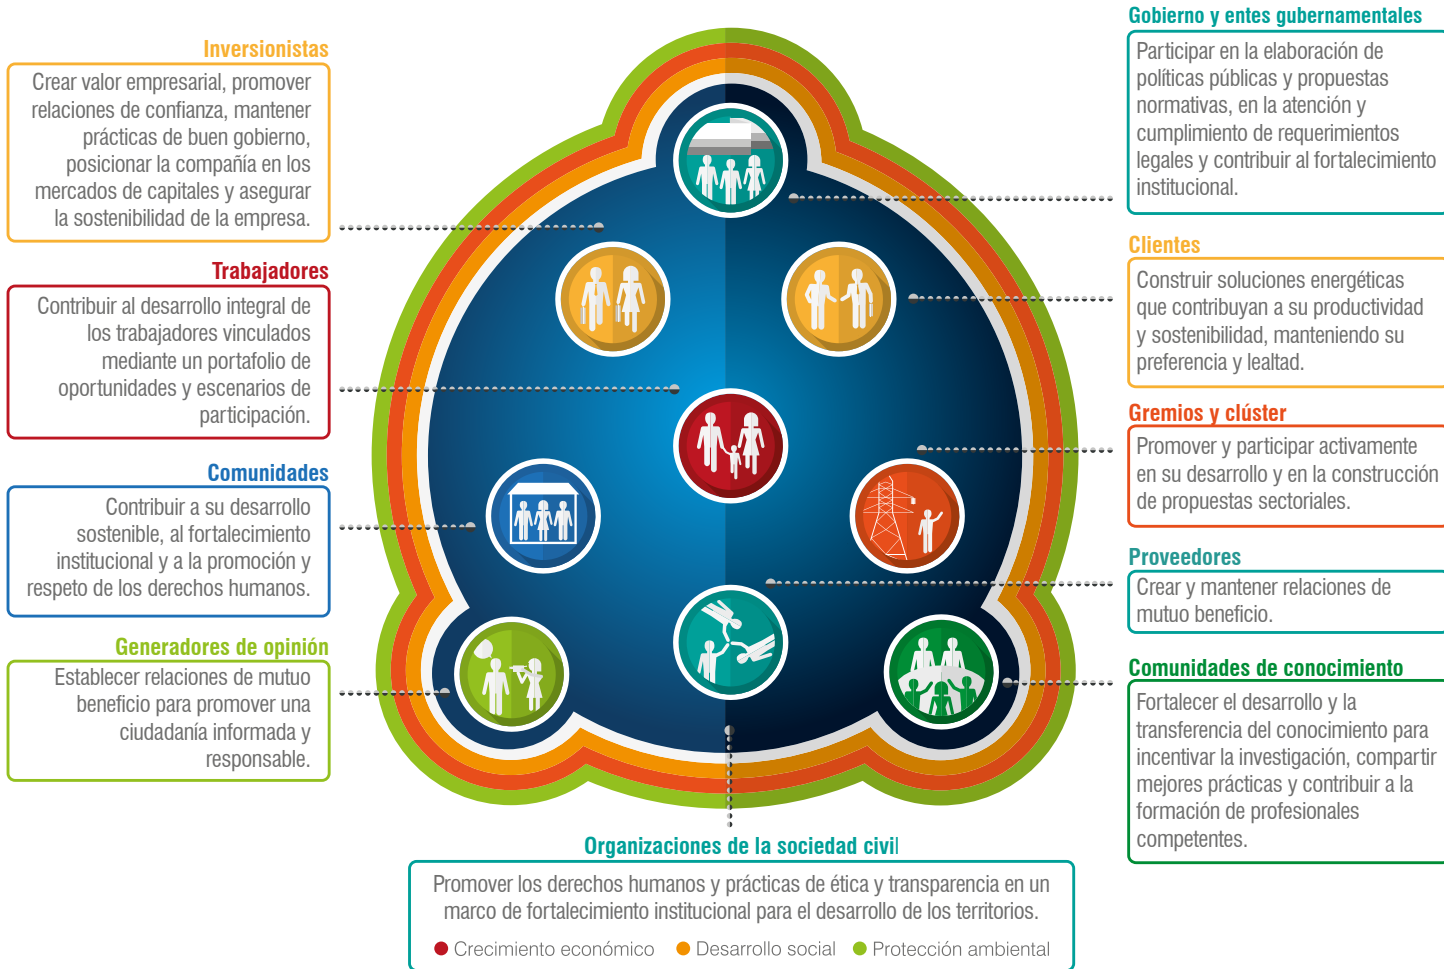 Inversionistas
Crear valor empresarial, promover
relaciones de confianza, mantener
prácticas de buen gobierno,
posicionar la compañía en los
mercados de capitales y asegurar
la sostenibilidad de la empresa.
Trabajadores
Contribuir al desarrollo integral de
los trabajadores vinculados
mediante un portafolio de
oportunidades y escenarios de
participación.
Comunidades
Contribuir a su desarrollo
sostenible, al fortalecimiento
institucional y a la promoción y
respeto de los derechos humanos.
Generadores de opinión
Establecer relaciones de mutuo
beneficio para promover una
ciudadanía informada y
responsable.
Gobierno y entes gubernamentales
Participar en la elaboración de
políticas públicas y propuestas
normativas, en la atención y
cumplimiento de requerimientos
legales y contribuir al fortalecimiento
institucional.
Clientes
Construir soluciones energéticas
que contribuyan a su productividad
y sostenibilidad, manteniendo su
preferencia y lealtad.
Gremios y clúster
Promover y participar activamente
en su desarrollo y en la construcción
de propuestas sectoriales.
Proveedores
Crear y mantener relaciones de
mutuo beneficio.
Comunidades de conocimiento
Fortalecer el desarrollo y la
transferencia del conocimiento para
incentivar la investigación, compartir
mejores prácticas y contribuir a la
formación de profesionales
competentes.
Organizaciones de la sociedad civil
Promover los derechos humanos y prácticas de ética y transparencia en un
marco de fortalecimiento institucional para el desarrollo de los territorios.
Crecimiento económico Desarrollo social Protección ambiental